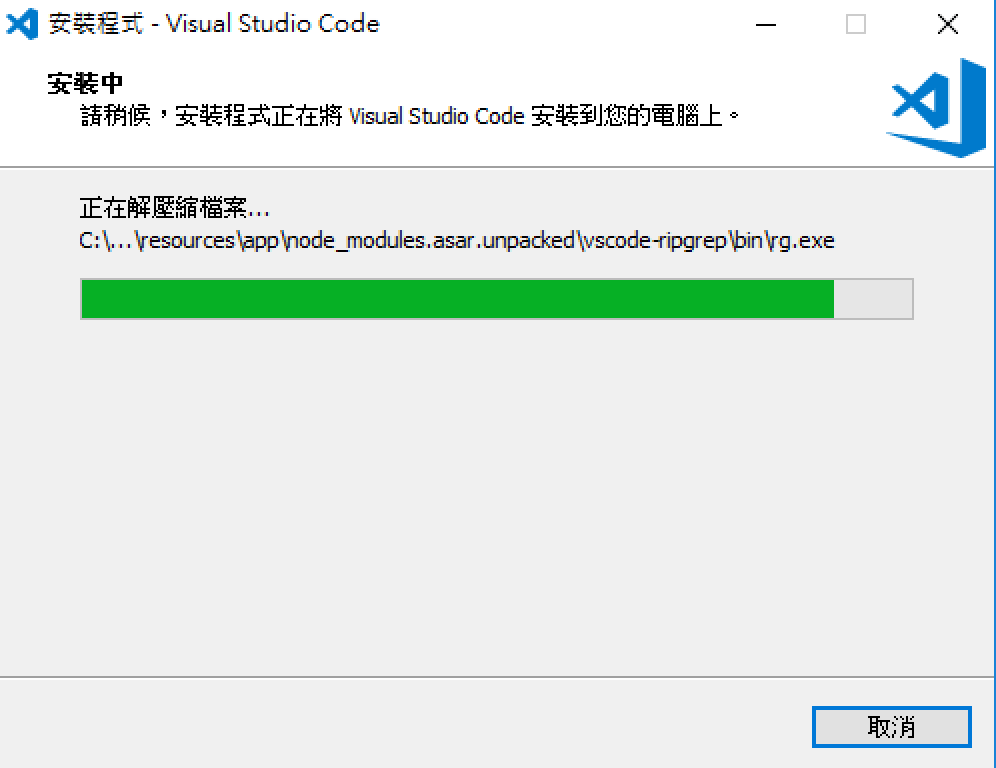 安裝程式 - Visual Studio Code
安裝中
請稍候，安裝程式正在將 Visual Studio Code 安裝到您的電腦上。
正在解壓縮檔案...
C:\...\resources\app\node_modules.asar.unpacked\vscode-ripgrep\bin\rg.exe
取消